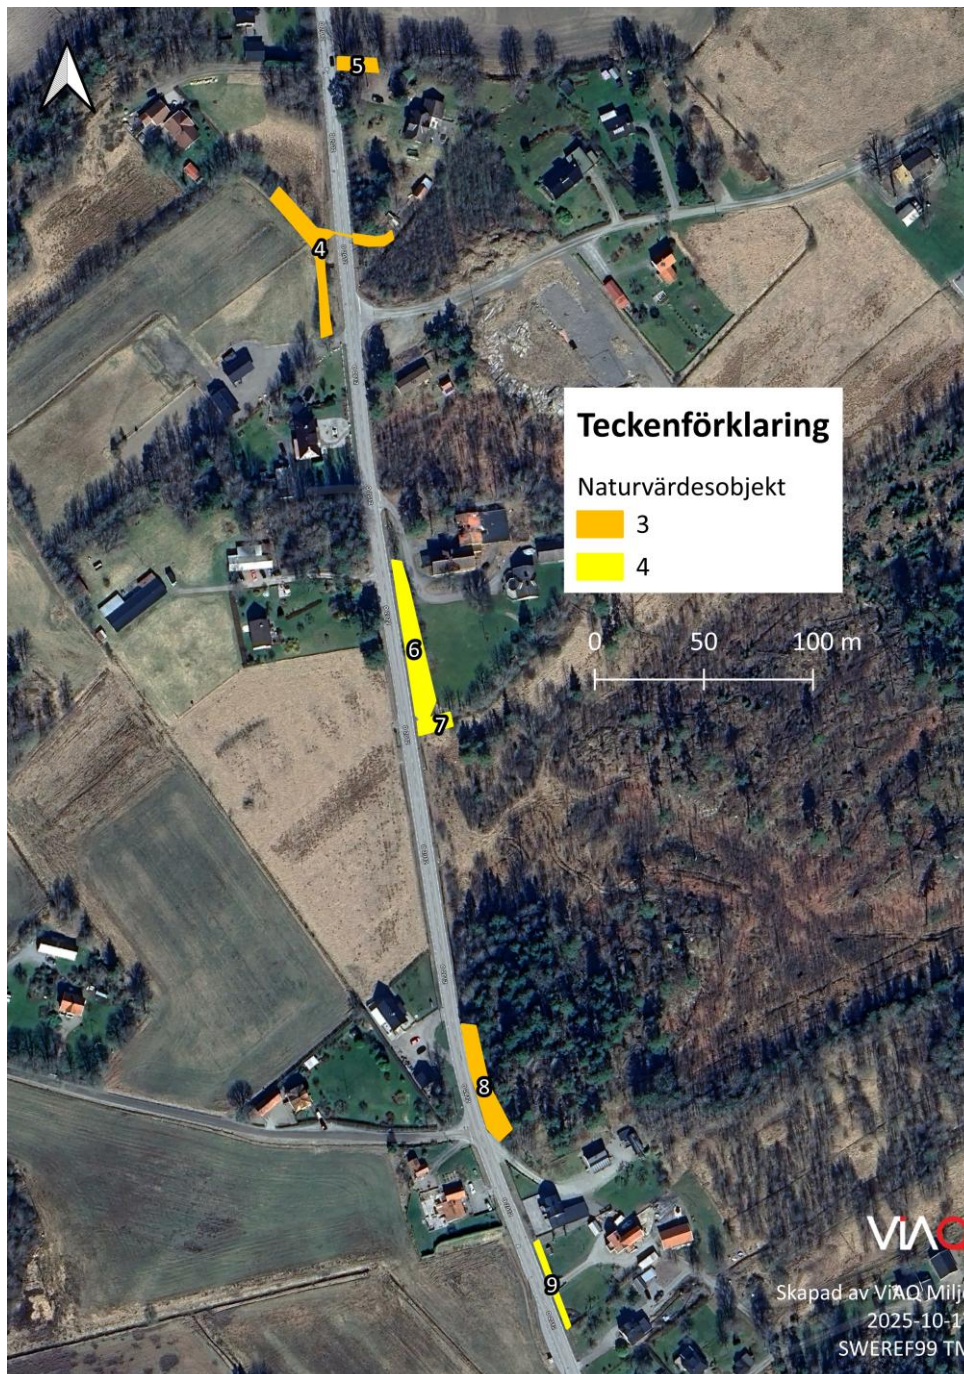 5
4
Teckenförklaring
Naturvärdesobjekt
3
4
0 50 100 m
6
7
8
9
Skapad av ViAQ Milj
2025-10-1
SWEREF99 TM